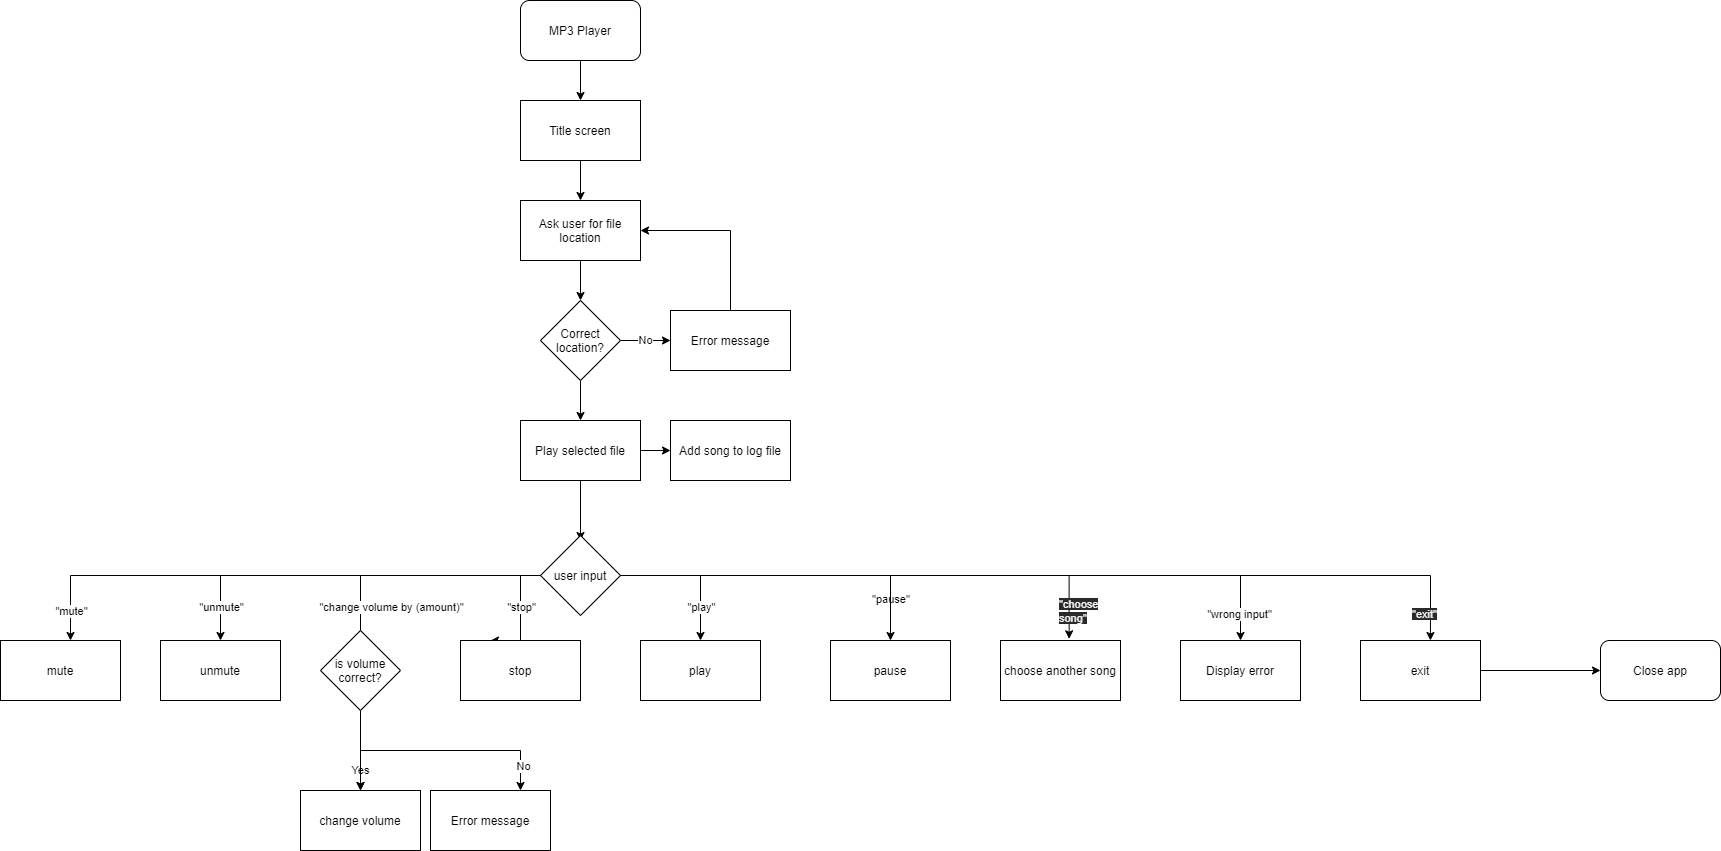 MP3 Player
Title screen
Ask user for file
location
Correct
location?
No
Error message
Play selected file
Add song to log file
user input
"mute"
"unmute"
"change volume by (amount)"
"stop"
"play"
"pause"
"choose
song"
"wrong input"
"exit"
mute
unmute
is volume
correct?
stop
play
pause
choose another song
Display error
exit
Close app
Yes
No
change volume
Error message